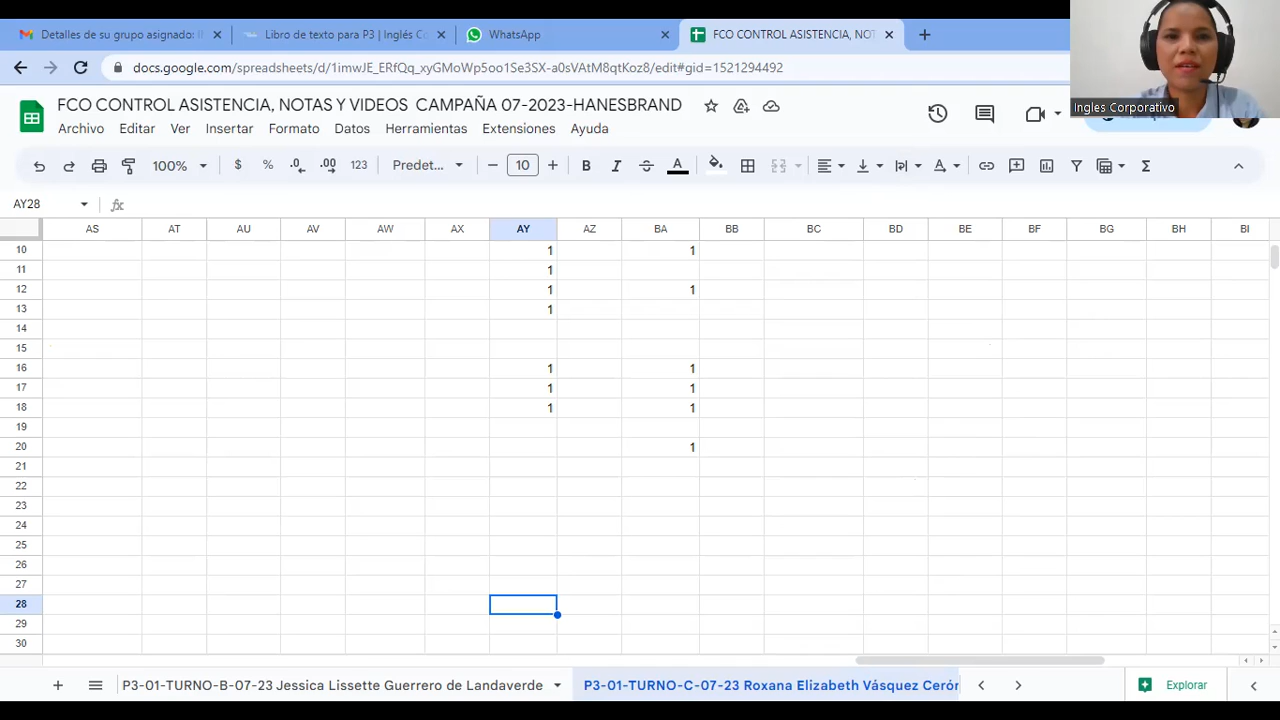 Detalles de su grupo asignado: I
Libro de texto para P3 | Inglés C
WhatsApp
FCO CONTROL ASISTENCIA, NOT
docs.google.com/spreadsheets/d/1imwJE_ERfQq_xyGMoWp5on1Se3SX-a0sVAtM8qtKoz8/edit#gid=1521294492
Ingles Corporativo
FCO CONTROL ASISTENCIA, NOTAS Y VIDEOS CAMPAÑA 07-2023-HANESBRAND
Archivo Editar Ver Insertar Formato Datos Herramientas Extensiones Ayuda
100% $ % .0 .00 123 Predet... 10 B I A
AY28 fx
AS AT AU AV AW AX AY AZ BA BB BC BD BE BF BG BH BI
10 1 1
11 1
12 1 1
13 1
14
15
16 1 1
17 1 1
18 1 1
19
20 1
21
22
23
24
25
26
27
28
29
30
P3-01-TURNO-B-07-23 Jessica Lissette Guerrero de Landaverde
P3-01-TURNO-C-07-23 Roxana Elizabeth Vásquez Cerón
Explorar